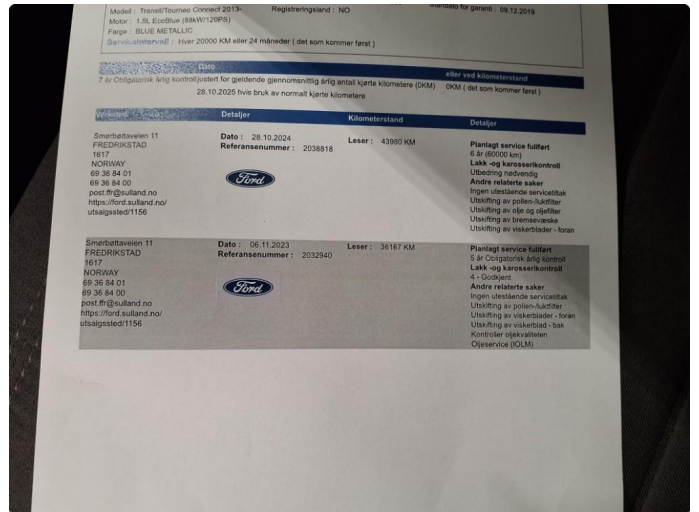 Modell : Transit/Tourneo Connect 2013-
Registreringsland : NO
for garanti : 09.12.2019
Motor : 1.5L EcoBlue (88kW/120PS)
Farge : BLUE METALLIC
Serviceintervall : Hver 20000 KM eller 24 måneder ( det som kommer først )
Dato
eller ved kilometerstand
7 år Obligatorisk årlig kontroll justert for gjeldende gjennomsnittlig årlig antall kjørte kilometere (0KM)
0KM ( det som kommer først )
28.10.2025 hvis bruk av normalt kjørte kilometere
Detaljer
Kilometerstand
Detaljer
Smørbøttaveien 11
FREDRIKSTAD
1617
NORWAY
69 36 84 01
69 36 84 00
post.ffr@sulland.no
https://ford.sulland.no/
utsalgssted/1156
Dato : 28.10.2024
Referansenummer : 2038818
Ford
Leser : 43980 KM
Planlagt service fullført
6 år (60000 km)
Lakk -og karosserikontroll
Utbedring nødvendig
Andre relaterte saker
Ingen utestående servicetiltak
Utskifting av pollen-/luktfilter
Utskifting av olje og oljefilter
Utskifting av bremsevæske
Utskifting av viskerblader - foran
Smørbøttaveien 11
FREDRIKSTAD
1617
NORWAY
69 36 84 01
69 36 84 00
post.ffr@sulland.no
https://ford.sulland.no/
utsalgssted/1156
Dato : 06.11.2023
Referansenummer : 2032940
Ford
Leser : 36167 KM
Planlagt service fullført
5 år Obligatorisk årlig kontroll
Lakk -og karosserikontroll
4 - Godkjent
Andre relaterte saker
Ingen utestående servicetiltak
Utskifting av pollen-/luktfilter
Utskifting av viskerblader - foran
Utskifting av viskerblad - bak
Kontroller oljekvaliteten
Oljeservice (IOLM)